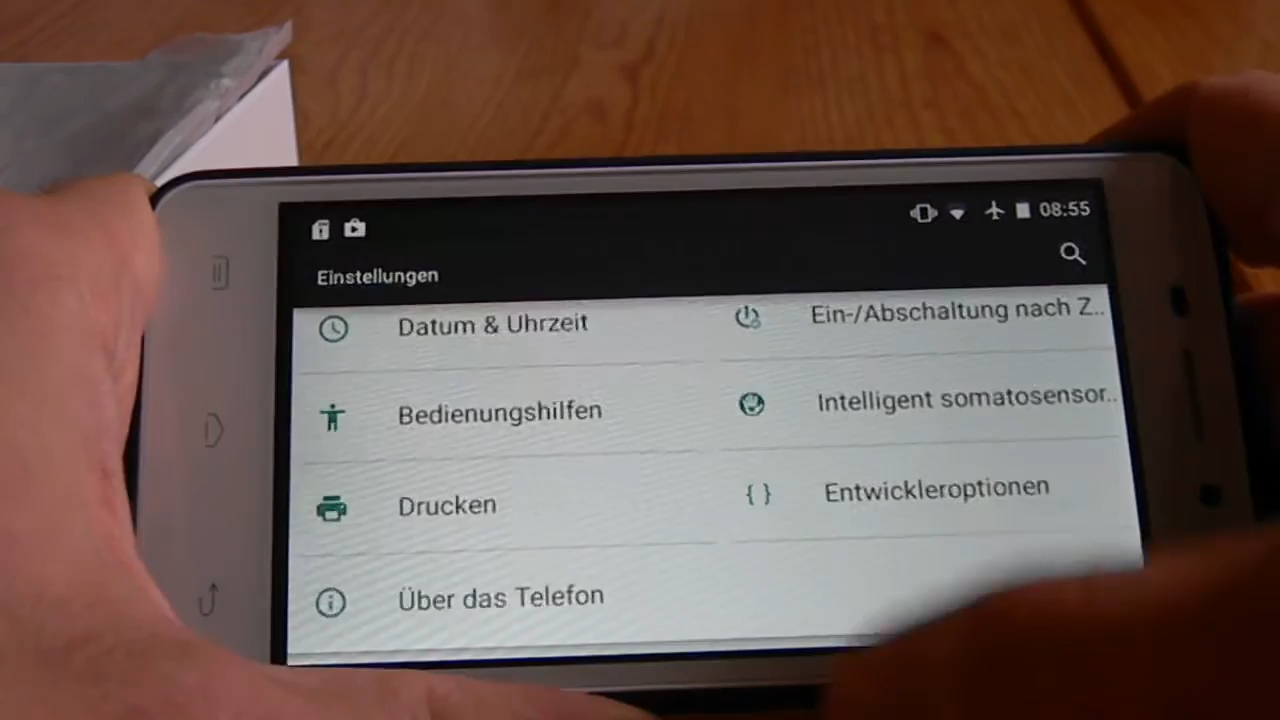 08:55
Einstellungen
Datum & Uhrzeit
Ein-/Abschaltung nach Z..
Bedienungshilfen
Intelligent somatosensor..
Drucken
{ } Entwickleroptionen
Über das Telefon